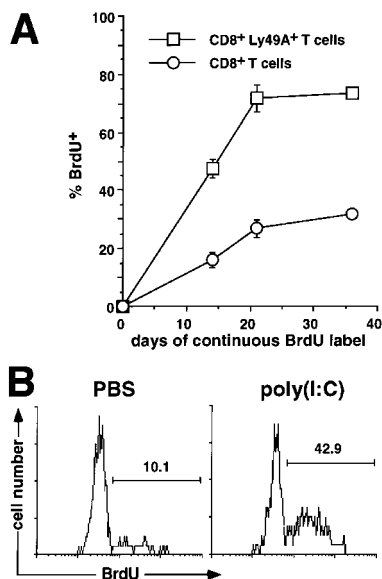 A
100
CD8+ Ly49A+ T cells
CD8+ T cells
80
60
% BrdU+
40
20
0
0 10 20 30 40
days of continuous BrdU label
B
PBS
poly(I:C)
10.1
42.9
cell number
BrdU